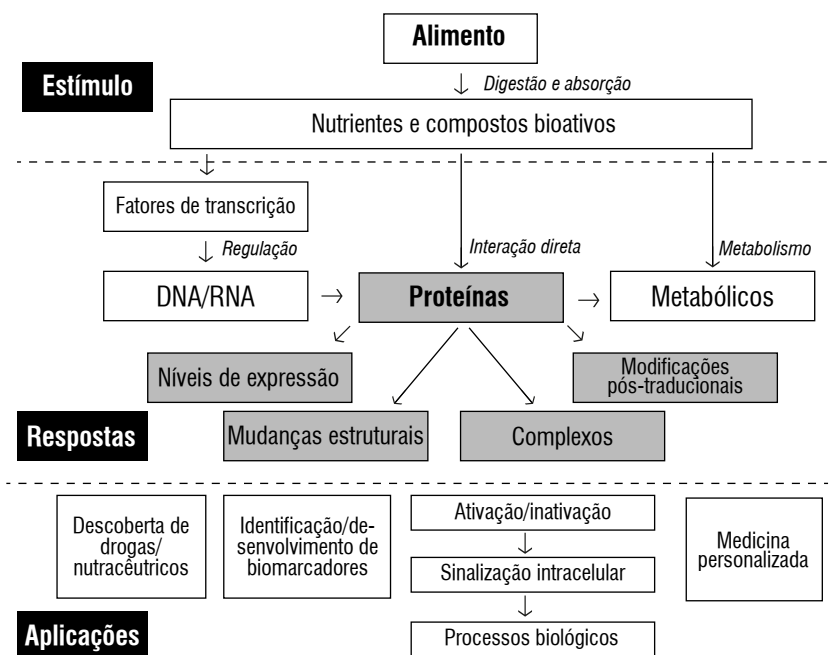 Alimento
Estímulo
Digestão e absorção
Nutrientes e compostos bioativos
Fatores de transcrição
Regulação
Interação direta
Metabolismo
DNA/RNA
Proteínas
Metabólicos
Níveis de expressão
Modificações
pós-traducionais
Mudanças estruturais
Complexos
Respostas
Descoberta de
drogas/
nutracêutricos
Identificação/de-
senvolvimento de
biomarcadores
Ativação/inativação
Sinalização intracelular
Processos biológicos
Medicina
personalizada
Aplicações